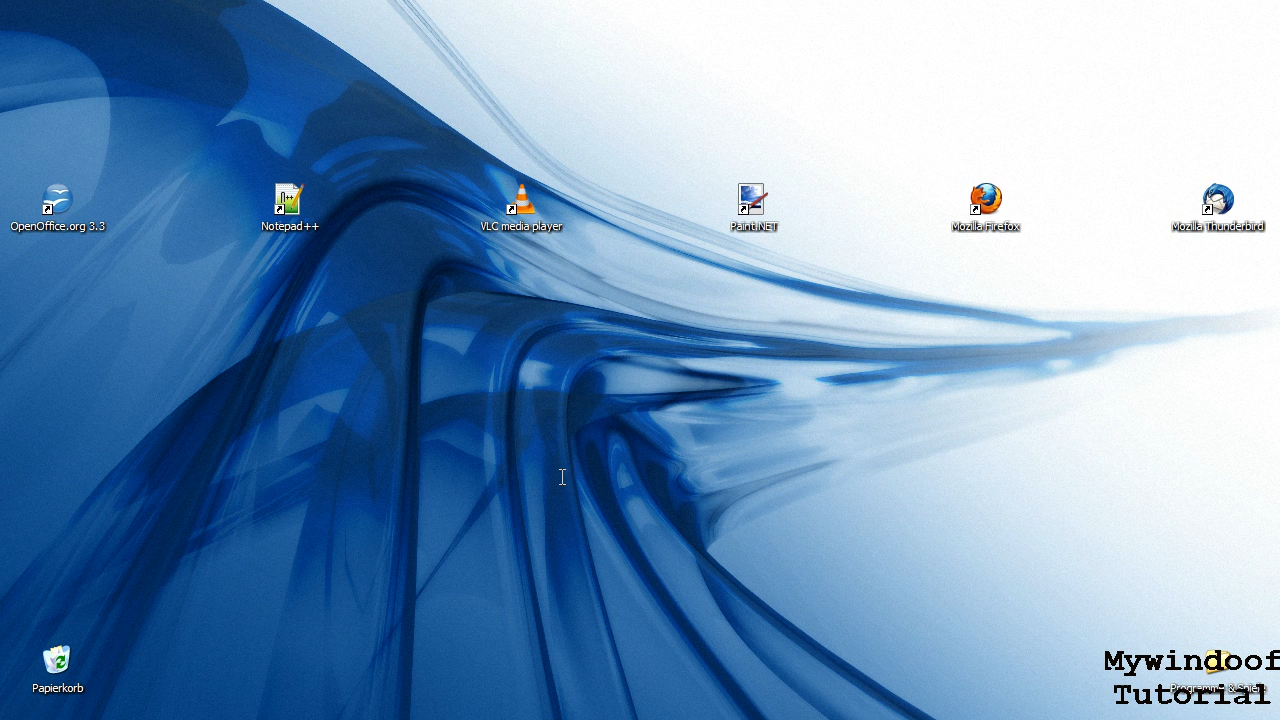 OpenOffice.org 3.3
Notepad++
VLC media player
Paint.NET
Mozilla Firefox
Mozilla Thunderbird
Papierkorb
Mywindoof
Tutorial